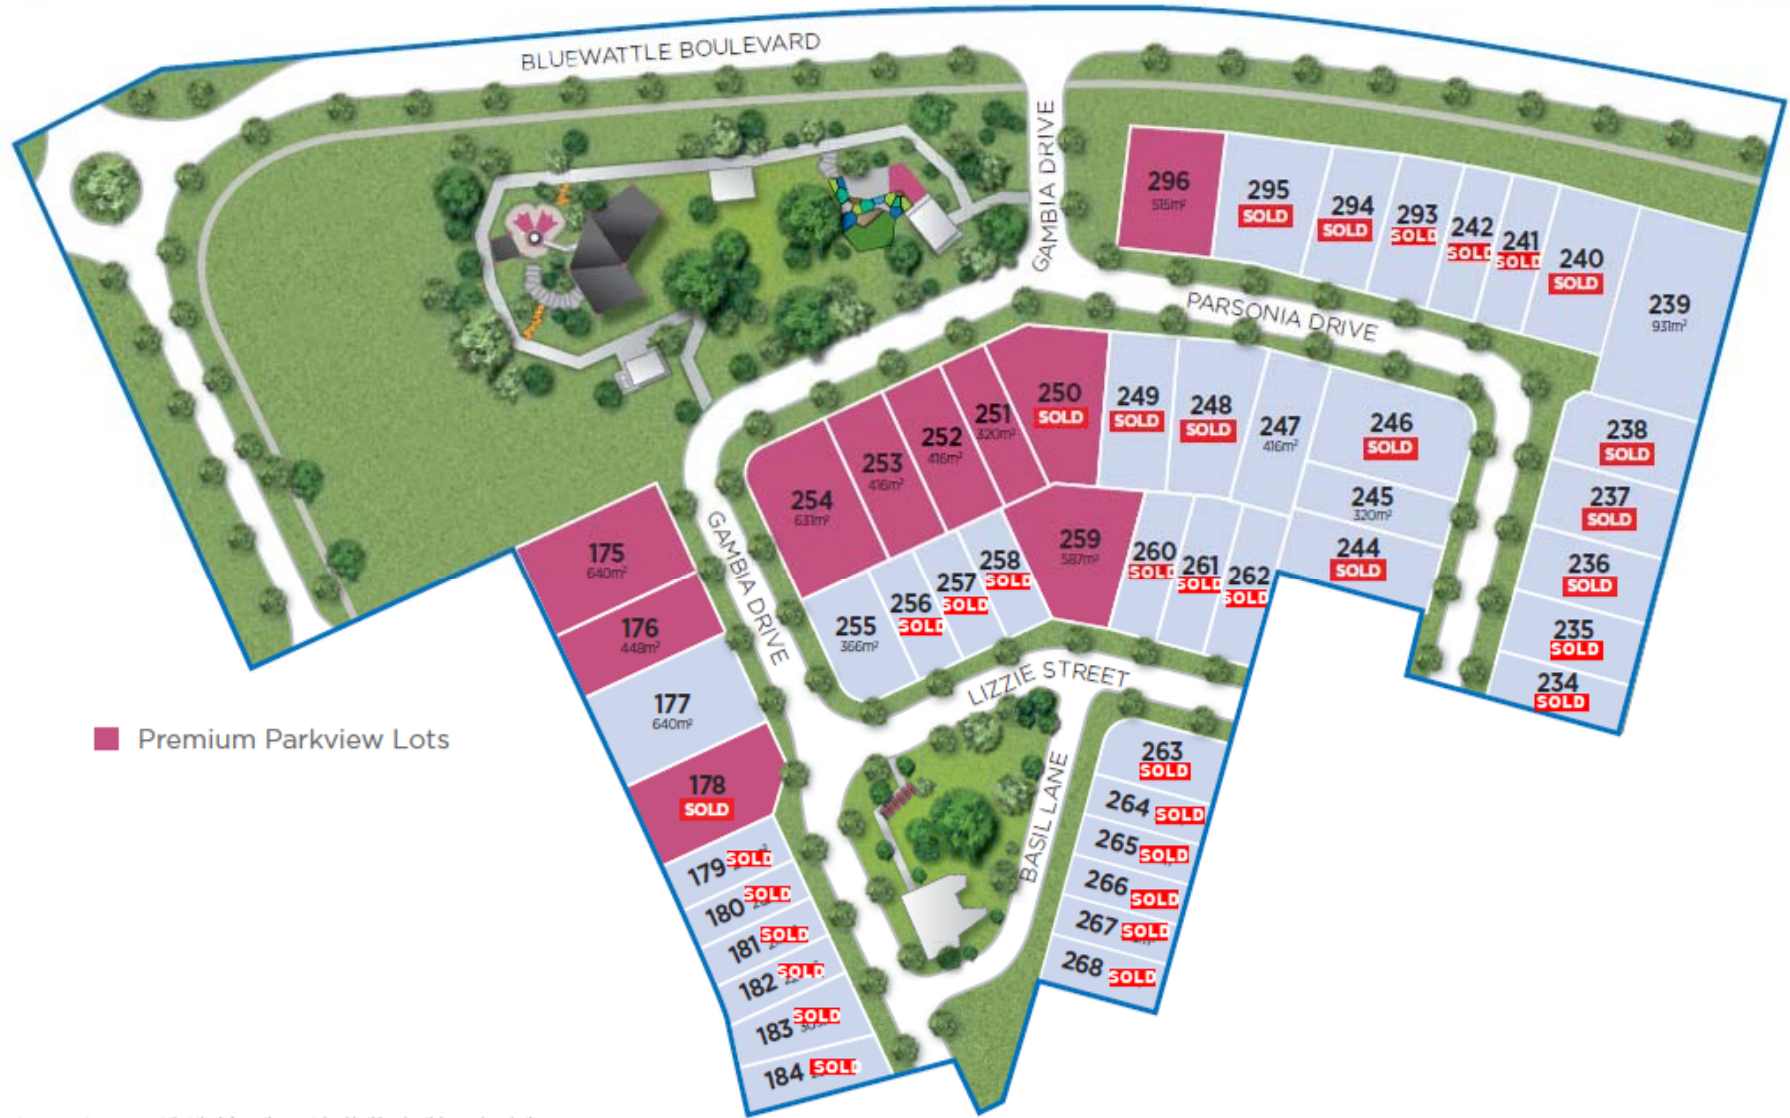 BLUEWATTLE BOULEVARD
GAMBIA DRIVE
296
515m²
295
SOLD
294
SOLD
293
SOLD
242
SOLD
241
SOLD
240
SOLD
239
931m²
PARSONIA DRIVE
250
SOLD
249
SOLD
248
SOLD
247
416m²
246
SOLD
238
SOLD
251
320m²
252
416m²
253
416m²
254
631m²
245
320m²
237
SOLD
244
SOLD
236
SOLD
235
SOLD
234
SOLD
259
587m²
260
SOLD
261
SOLD
262
SOLD
258
SOLD
257
SOLD
256
SOLD
255
366m²
175
640m²
176
448m²
177
640m²
GAMBIA DRIVE
LIZZIE STREET
Premium Parkview Lots
178
SOLD
BASIL LANE
263
SOLD
264 SOLD
265 SOLD
266 SOLD
267 SOLD
268 SOLD
179 SOLD
180 SOLD
181 SOLD
182 SOLD
183 SOLD
184 SOLD